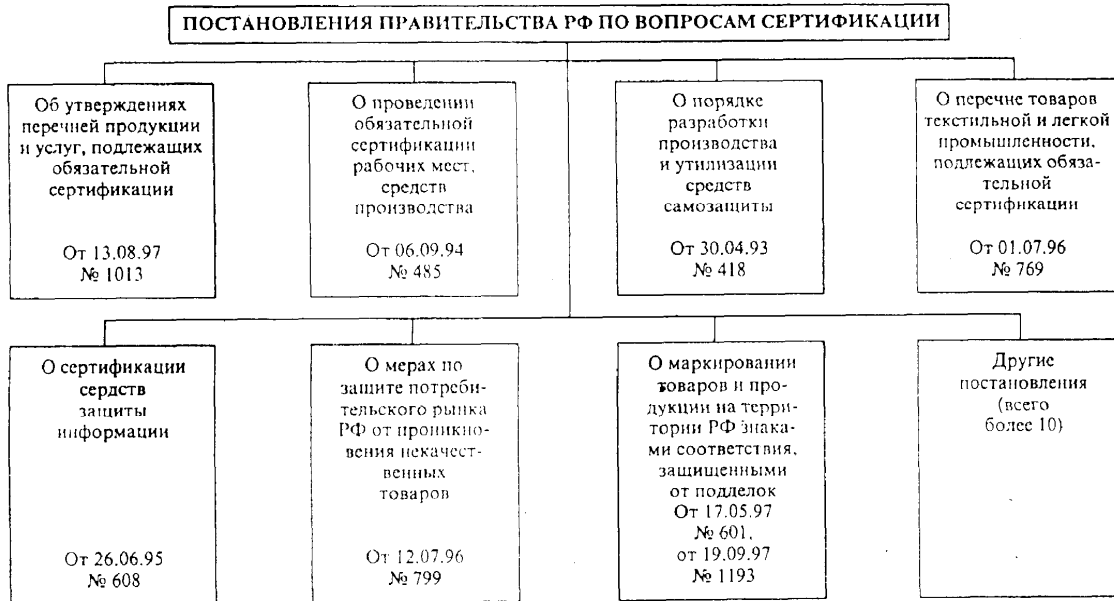 ПОСТАНОВЛЕНИЯ ПРАВИТЕЛЬСТВА РФ ПО ВОПРОСАМ СЕРТИФИКАЦИИ
Об утверждениях
перечней продукции
и услуг, подлежащих
обязательной
сертификации
От 13.08.97
№ 1013
О проведении
обязательной
сертификации
рабочих мест,
средств
производства
От 06.09.94
№ 485
О порядке
разработки
производства
и утилизации
средств
самозащиты
От 30.04.93
№ 418
О перечне товаров
текстильной и легкой
промышленности,
подлежащих обяза-
тельной
сертификации
От 01.07.96
№ 769
О сертификации
сердств
защиты
информации
От 26.06.95
№ 608
О мерах по
защите потреби-
тельского рынка
РФ от проникно-
вения некачест-
венных
товаров
От 12.07.96
№ 799
О маркировании
товаров и про-
дукции на терри-
тории РФ знака-
ми соответствия,
защищенными
от подделок
От 17.05.97
№ 601,
от 19.09.97
№ 1193
Другие
постановления
(всего
более 10)